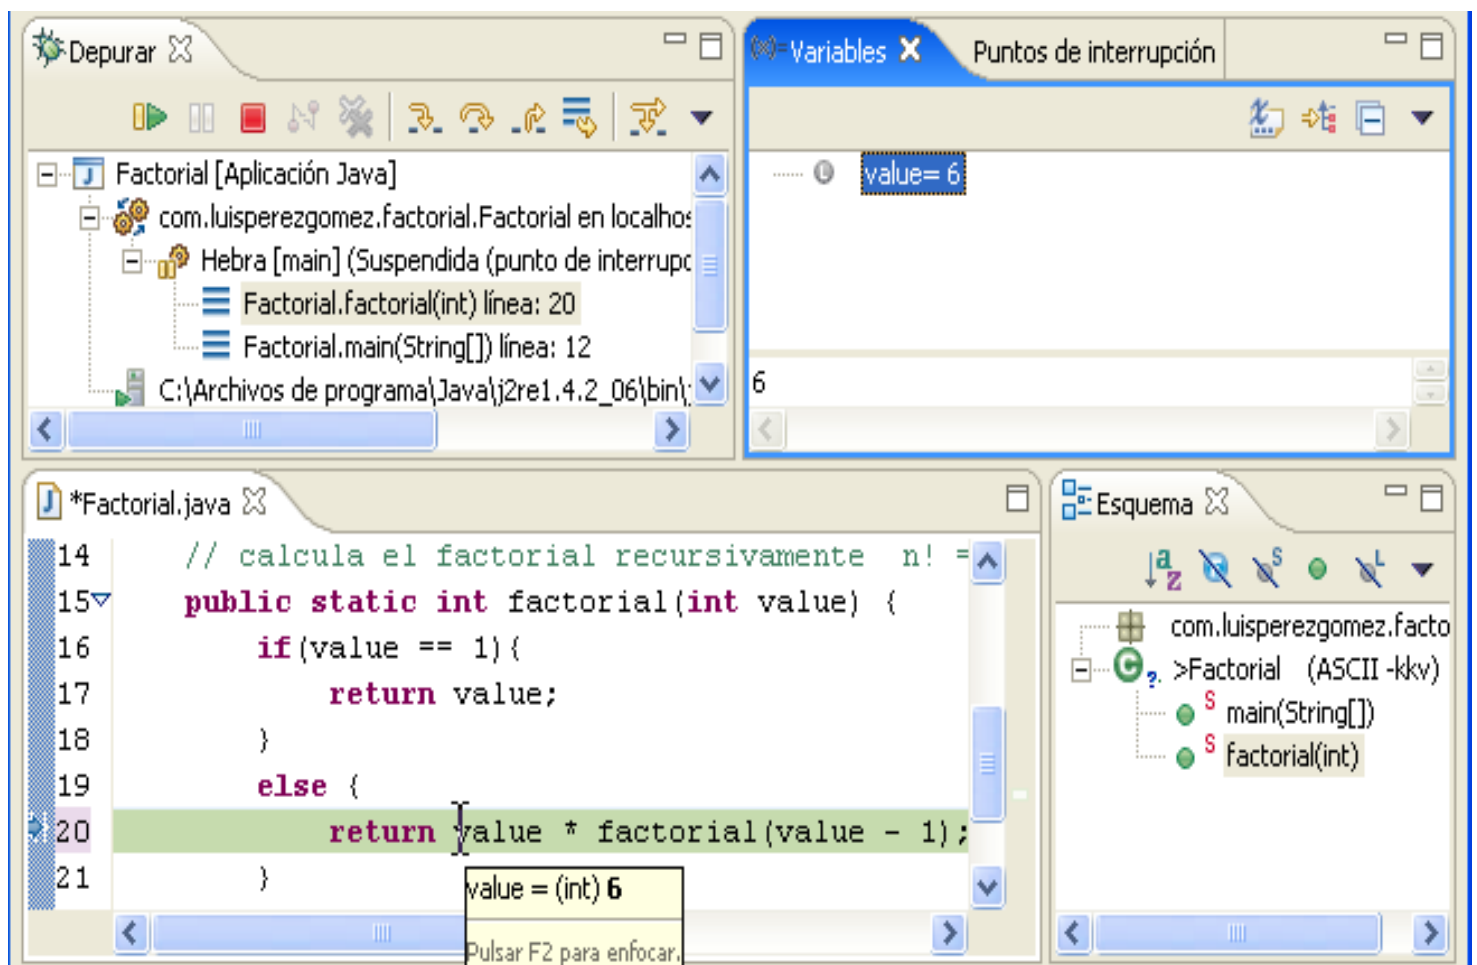 Depurar
Variables
Puntos de interrupción
Factorial [Aplicación Java]
com.luisperezgomez.factorial.Factorial en localhos
Hebra [main] (Suspendida (punto de interrupc
Factorial.factorial(int) línea: 20
Factorial.main(String[]) línea: 12
C:\Archivos de programa\Java\j2re1.4.2_06\bin\
value= 6
6
*Factorial.java
14 // calcula el factorial recursivamente n! =
15 public static int factorial(int value) {
16 if(value == 1){
17 return value;
18 }
19 else {
20 return value * factorial(value - 1);
21 }
value = (int) 6
Pulsar F2 para enfocar.
Esquema
com.luisperezgomez.facto
>Factorial (ASCII -kkv)
main(String[])
factorial(int)